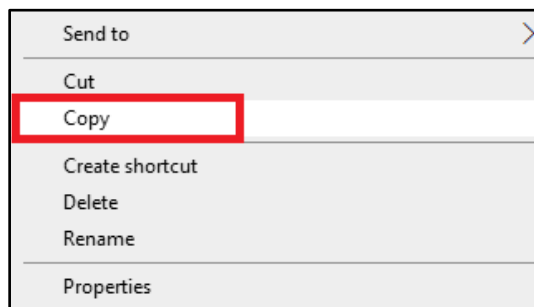 Send to
Cut
Copy
Create shortcut
Delete
Rename
Properties